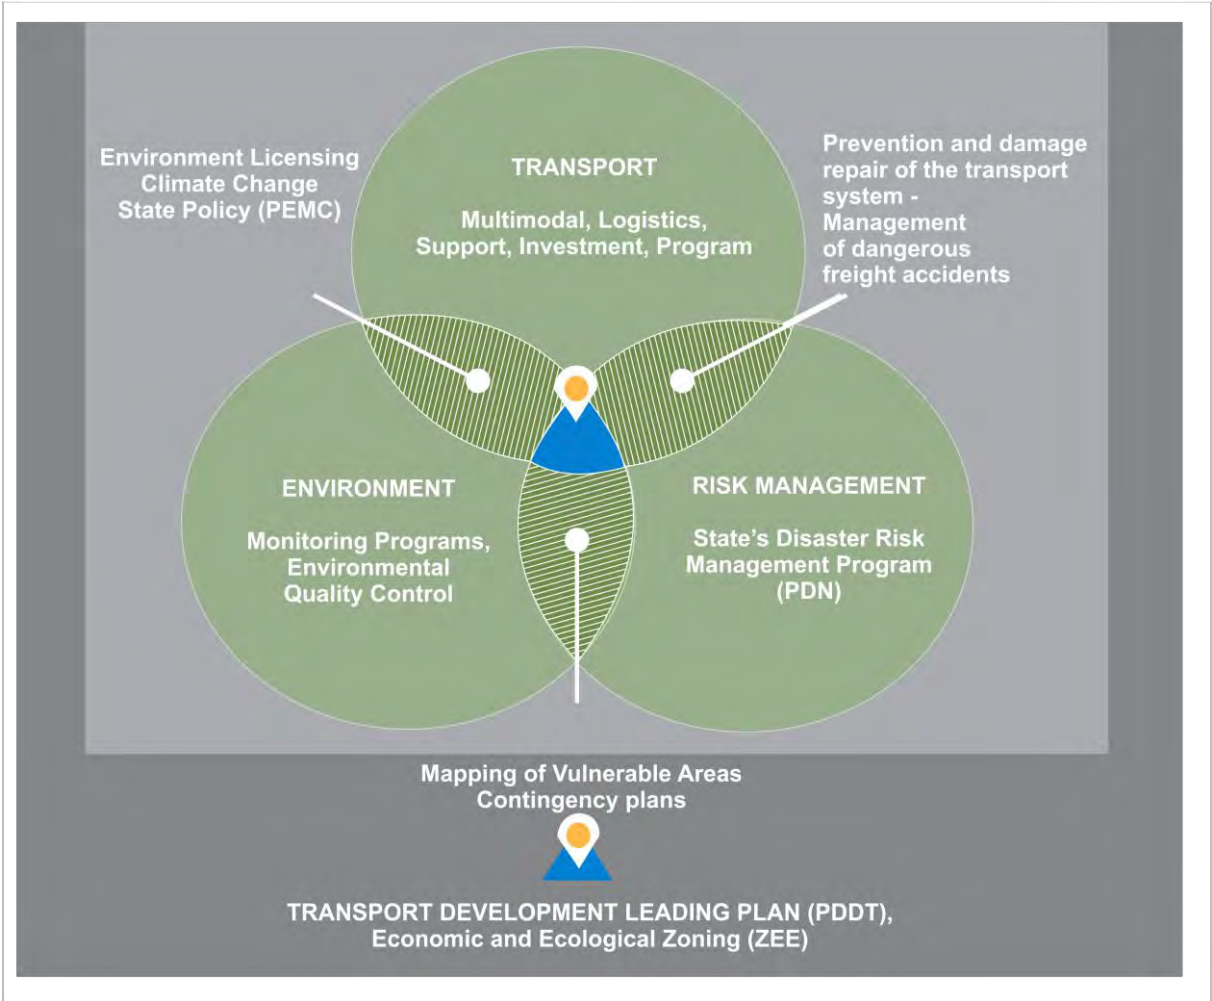 Environment Licensing
Climate Change
State Policy (PEMC)
TRANSPORT
Multimodal, Logistics,
Support, Investment, Program
Prevention and damage
repair of the transport
system -
Management
of dangerous
freight accidents
ENVIRONMENT
Monitoring Programs,
Environmental
Quality Control
RISK MANAGEMENT
State’s Disaster Risk
Management Program
(PDN)
Mapping of Vulnerable Areas
Contingency plans
TRANSPORT DEVELOPMENT LEADING PLAN (PDDT),
Economic and Ecological Zoning (ZEE)